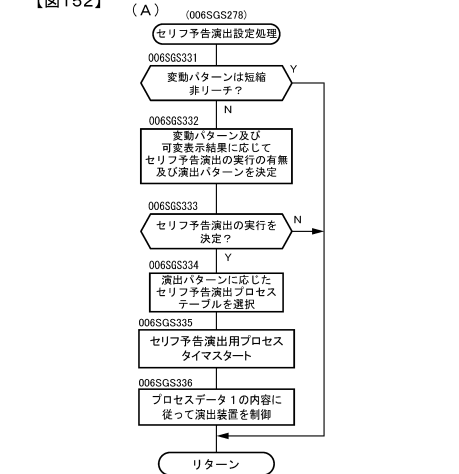 【図152】
(A)
(006SGS278)
セリフ予告演出設定処理
006SGS331
変動パターンは短縮
非リーチ？
Y
N
006SGS332
変動パターン及び
可変表示結果に応じて
セリフ予告演出の実行の有無
及び演出パターンを決定
006SGS333
セリフ予告演出の実行を
決定？
N
Y
006SGS334
演出パターンに応じた
セリフ予告演出プロセス
テーブルを選択
006SGS335
セリフ予告演出用プロセス
タイマスタート
006SGS336
プロセスデータ１の内容に
従って演出装置を制御
リターン